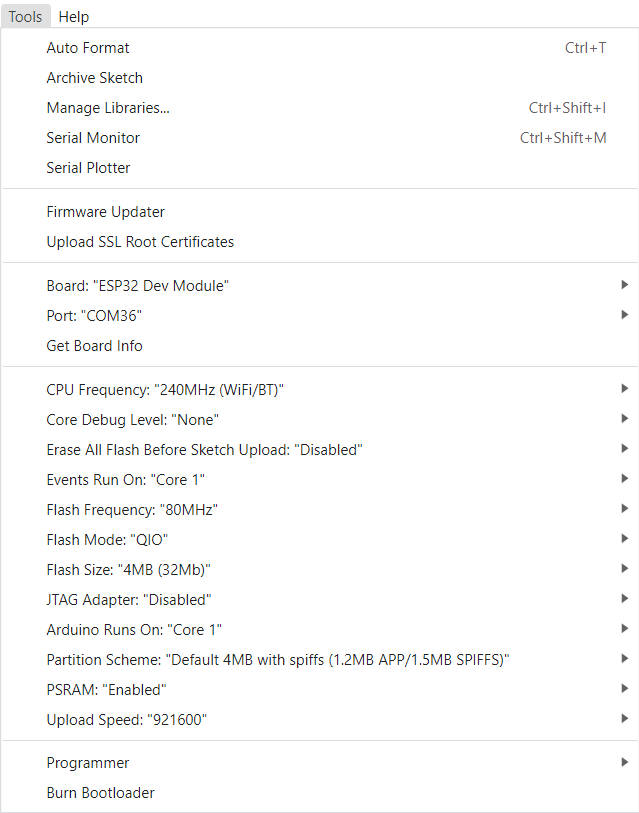 Tools Help
Auto Format Ctrl+T
Archive Sketch
Manage Libraries... Ctrl+Shift+I
Serial Monitor Ctrl+Shift+M
Serial Plotter
Firmware Updater
Upload SSL Root Certificates
Board: "ESP32 Dev Module"
Port: "COM36"
Get Board Info
CPU Frequency: "240MHz (WiFi/BT)"
Core Debug Level: "None"
Erase All Flash Before Sketch Upload: "Disabled"
Events Run On: "Core 1"
Flash Frequency: "80MHz"
Flash Mode: "QIO"
Flash Size: "4MB (32Mb)"
JTAG Adapter: "Disabled"
Arduino Runs On: "Core 1"
Partition Scheme: "Default 4MB with spiffs (1.2MB APP/1.5MB SPIFFS)"
PSRAM: "Enabled"
Upload Speed: "921600"
Programmer
Burn Bootloader